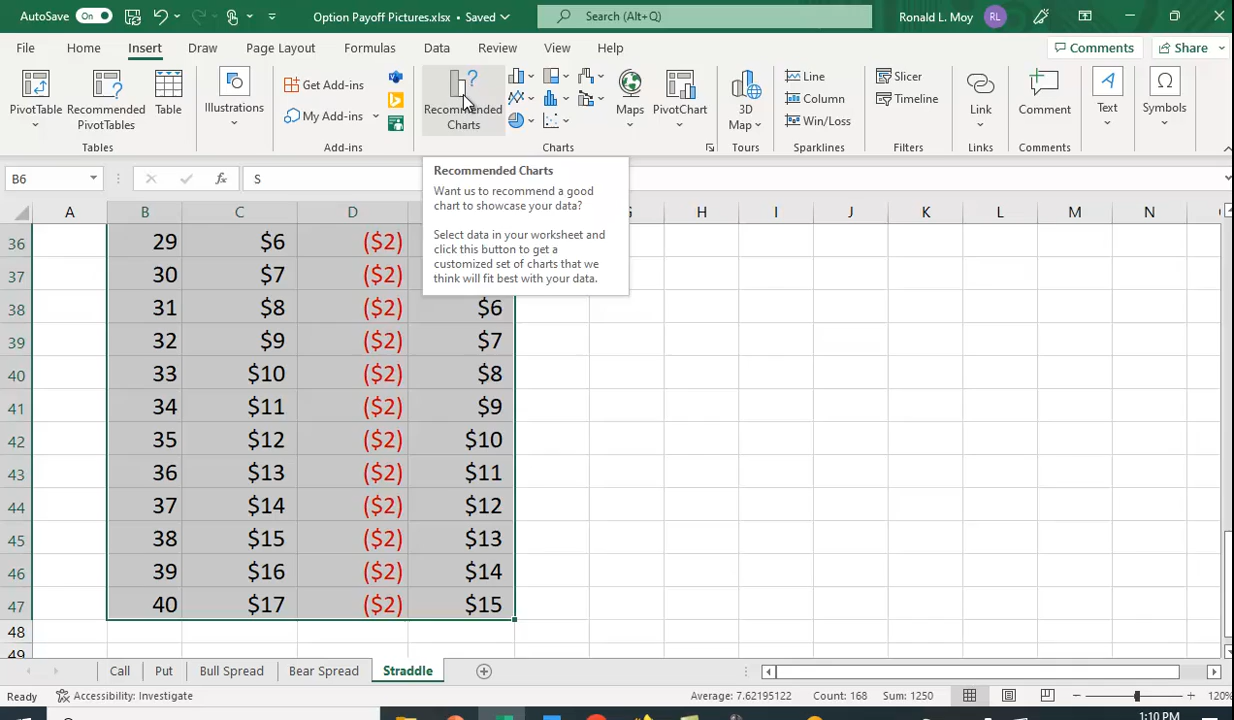 AutoSave On Option Payoff Pictures.xlsx • Saved Search (Alt+Q) Ronald L. Moy RL
File Home Insert Draw Page Layout Formulas Data Review View Help Comments Share
PivotTable Recommended PivotTables Table Illustrations Get Add-ins My Add-ins Recommended Charts Maps PivotChart 3D Map Line Column Win/Loss Slicer Timeline Link Comment Text Symbols
Tables Add-ins Charts Tours Sparklines Filters Links Comments
B6 fx S
Recommended Charts
Want us to recommend a good
chart to showcase your data?
Select data in your worksheet and
click this button to get a
customized set of charts that we
think will fit best with your data.
A B C D G H I J K L M N
36 29 $6 ($2)
37 30 $7 ($2)
38 31 $8 ($2) $6
39 32 $9 ($2) $7
40 33 $10 ($2) $8
41 34 $11 ($2) $9
42 35 $12 ($2) $10
43 36 $13 ($2) $11
44 37 $14 ($2) $12
45 38 $15 ($2) $13
46 39 $16 ($2) $14
47 40 $17 ($2) $15
48
49
Call Put Bull Spread Bear Spread Straddle
Ready Accessibility: Investigate Average: 7.62195122 Count: 168 Sum: 1250 120%
1:10 PM